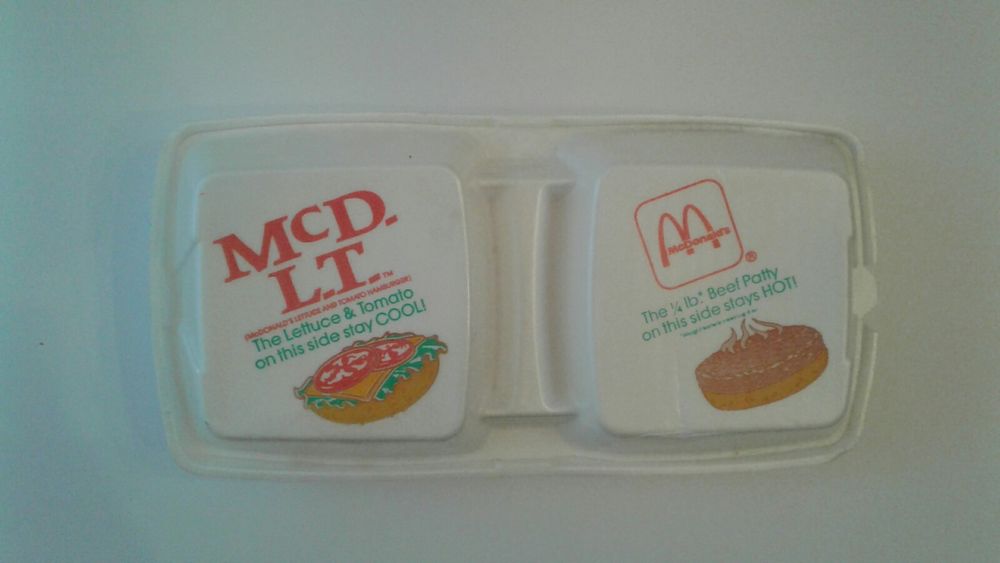 McD.
L.T.™
(McDONALD'S LETTUCE AND TOMATO HAMBURGER)
The Lettuce & Tomato
on this side stay COOL!
McDonald's
®
The ¼ lb.* Beef Patty
on this side stays HOT!